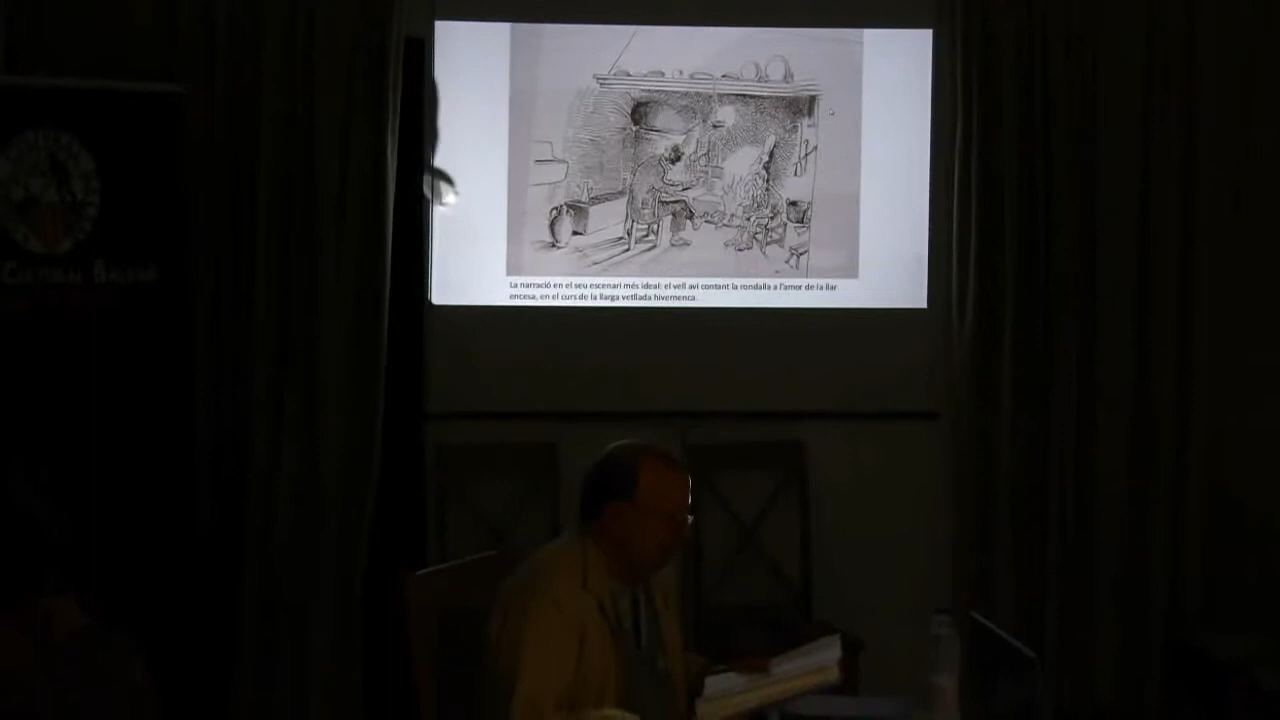 La narració en el seu escenari més ideal: el vell avi contant la rondalla a l'amor de la llar
encesa, en el curs de la llarga vetllada hivernenca.